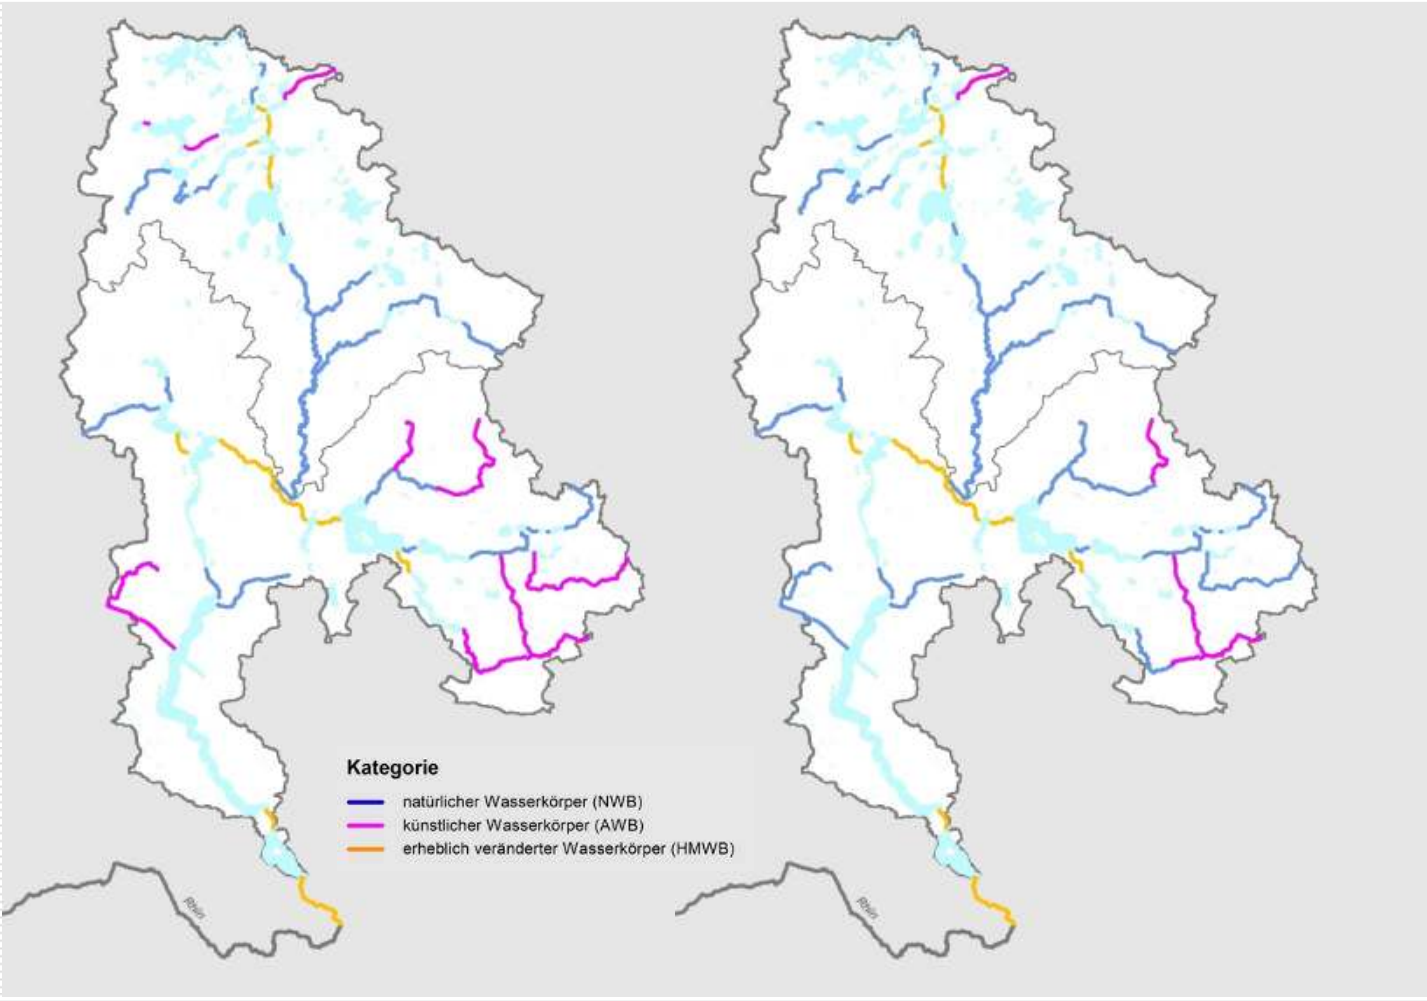 Kategorie
natürlicher Wasserkörper (NWB)
künstlicher Wasserkörper (AWB)
erheblich veränderter Wasserkörper (HMWB)
Rhin
Rhin